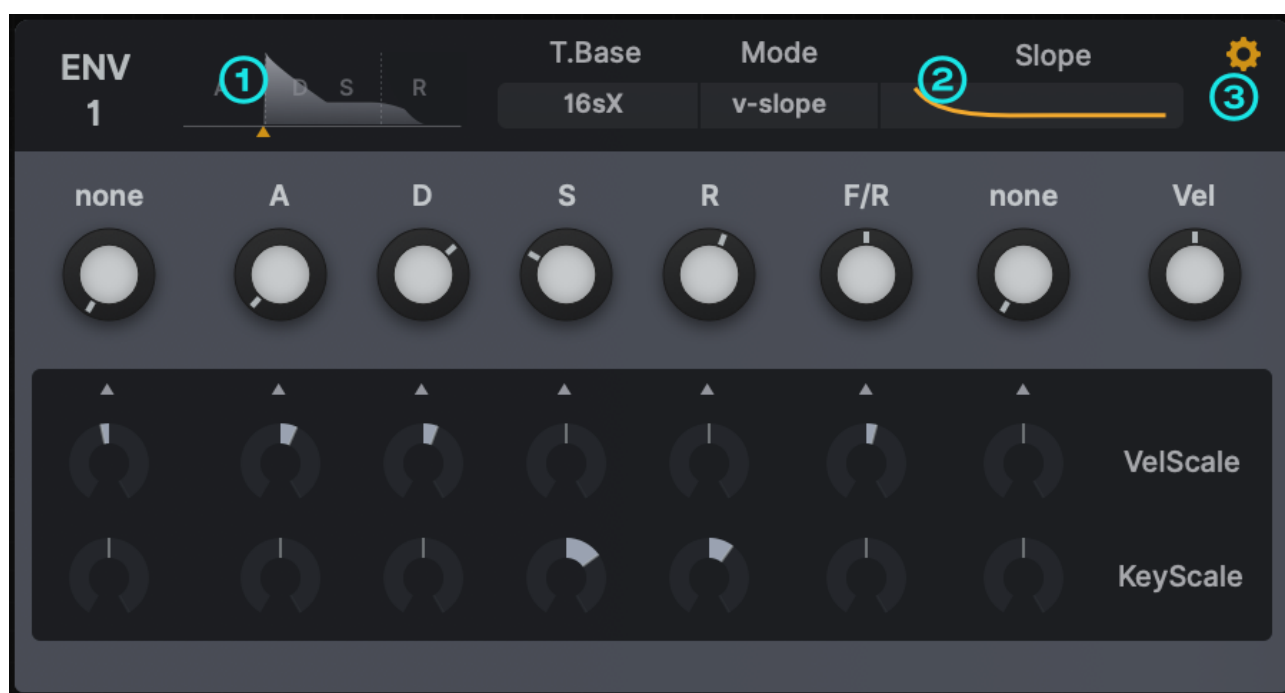 ENV
1
A D S R
1
T.Base Mode Slope
16sX v-slope
2
3
none A D S R F/R none Vel
VelScale
KeyScale